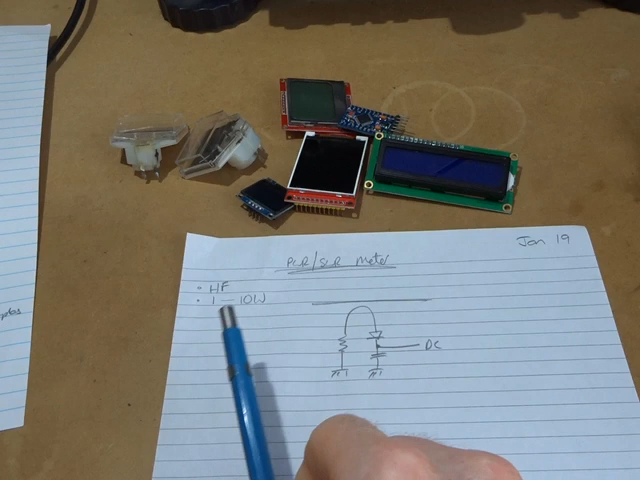 Jan 19
PWR/SWR meter
· HF
· 1 – 10W
DC